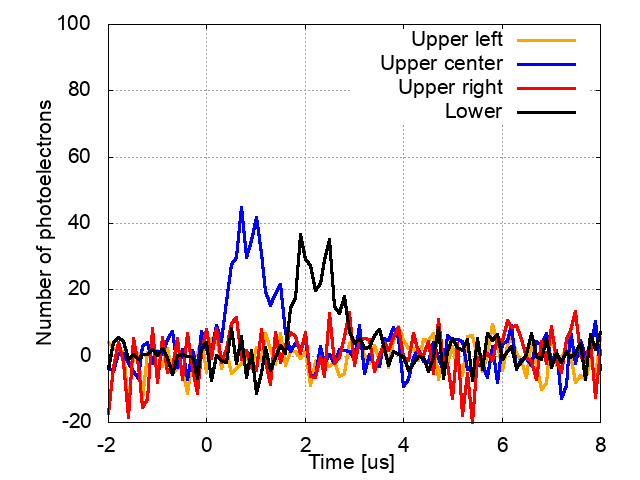 100
80
60
40
20
0
-20
Number of photoelectrons
Upper left
Upper center
Upper right
Lower
-2 0 2 4 6 8
Time [us]